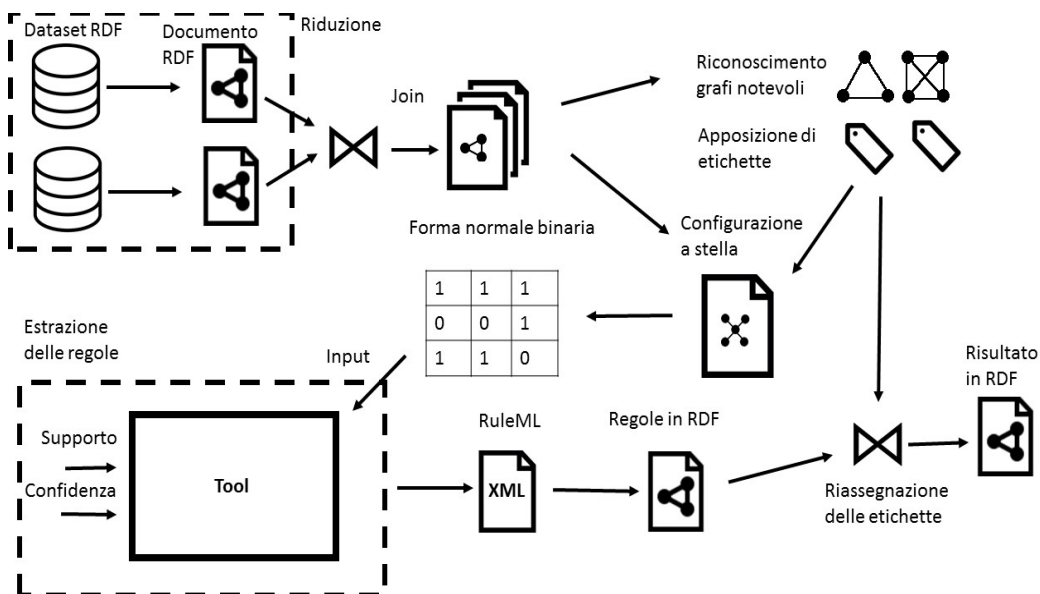 Dataset RDF
Documento
RDF
Riduzione
Join
Riconoscimento
grafi notevoli
Apposizione di
etichette
Forma normale binaria
Configurazione
a stella
1 1 1
0 0 1
1 1 0
Estrazione
delle regole
Input
Risultato
in RDF
Supporto
Confidenza
Tool
RuleML
XML
Regole in RDF
Riassegnazione
delle etichette